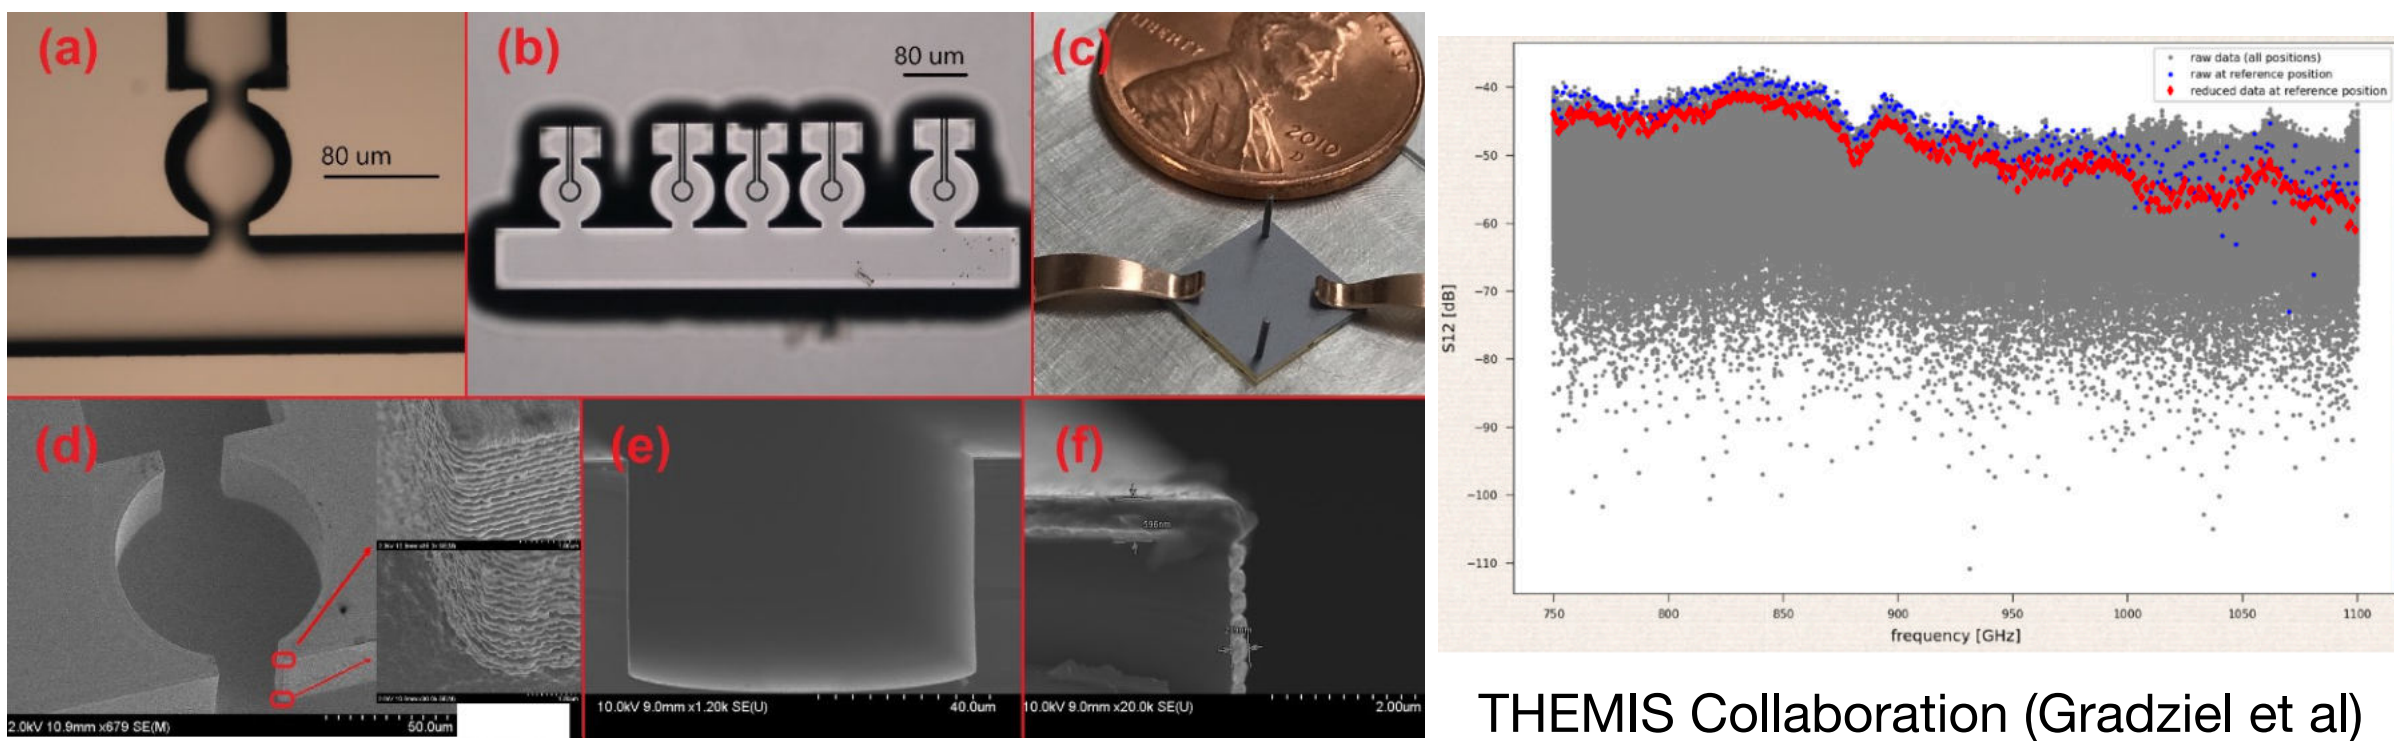 (a)
80 um
(b)
80 um
(c)
LIBERTY
TRUST
2010
D
(d)
2.0kV 10.9mm x679 SE(M)
50.0um
(e)
10.0kV 9.0mm x1.20k SE(U)
40.0um
(f)
596nm
10.0kV 9.0mm x20.0k SE(U)
2.00um
raw data (all positions)
raw at reference position
reduced data at reference position
S12 [dB]
−40
−50
−60
−70
−80
−90
−100
−110
750 800 850 900 950 1000 1050 1100
frequency [GHz]
THEMIS Collaboration (Gradziel et al)